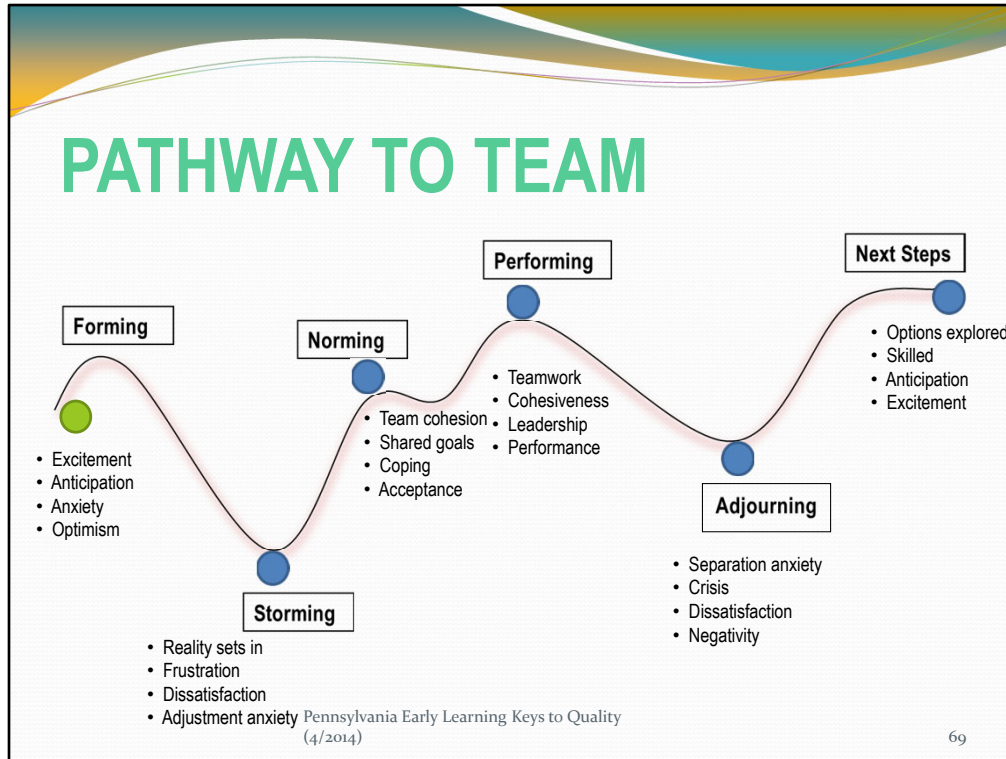 PATHWAY TO TEAM
Forming
• Excitement
• Anticipation
• Anxiety
• Optimism
Storming
• Reality sets in
• Frustration
• Dissatisfaction
• Adjustment anxiety
Norming
• Team cohesion
• Shared goals
• Coping
• Acceptance
Performing
• Teamwork
• Cohesiveness
• Leadership
• Performance
Adjourning
• Separation anxiety
• Crisis
• Dissatisfaction
• Negativity
Next Steps
• Options explored
• Skilled
• Anticipation
• Excitement
Pennsylvania Early Learning Keys to Quality
(4/2014)
69